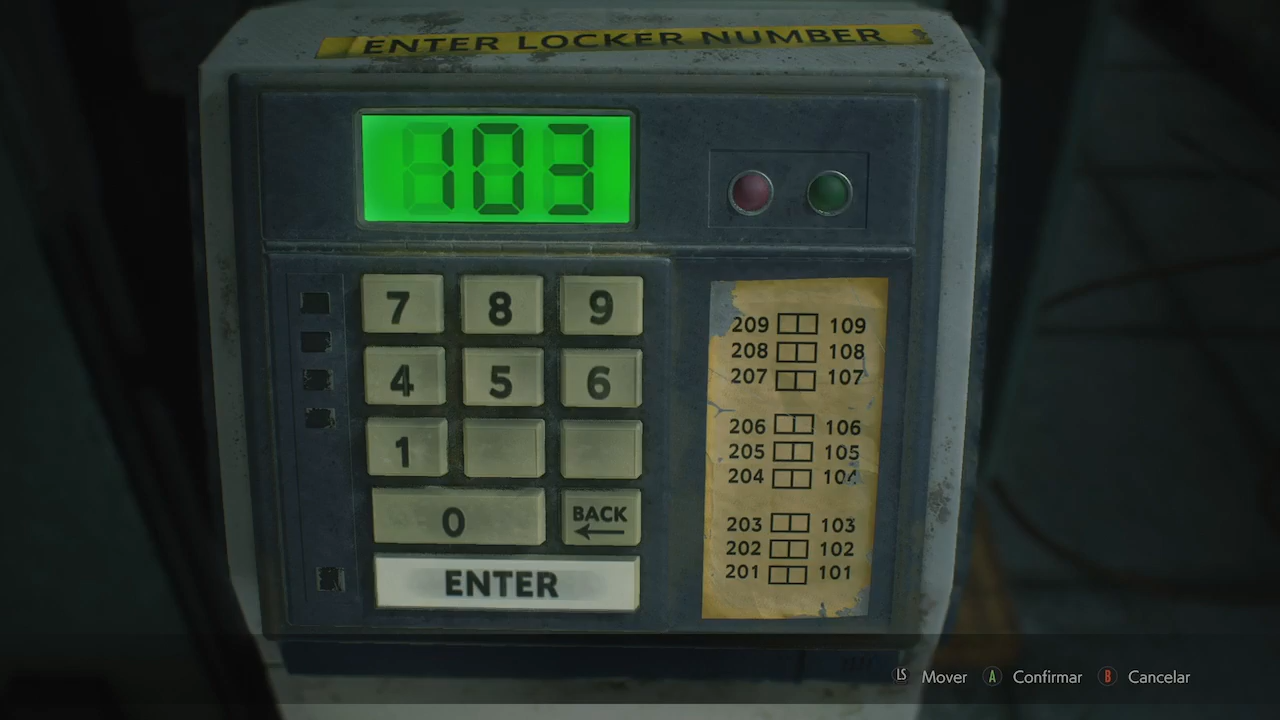 ENTER LOCKER NUMBER
103
7 8 9
4 5 6
1
0 BACK
ENTER
209 109
208 108
207 107
206 106
205 105
204 104
203 103
202 102
201 101
LS Mover A Confirmar B Cancelar